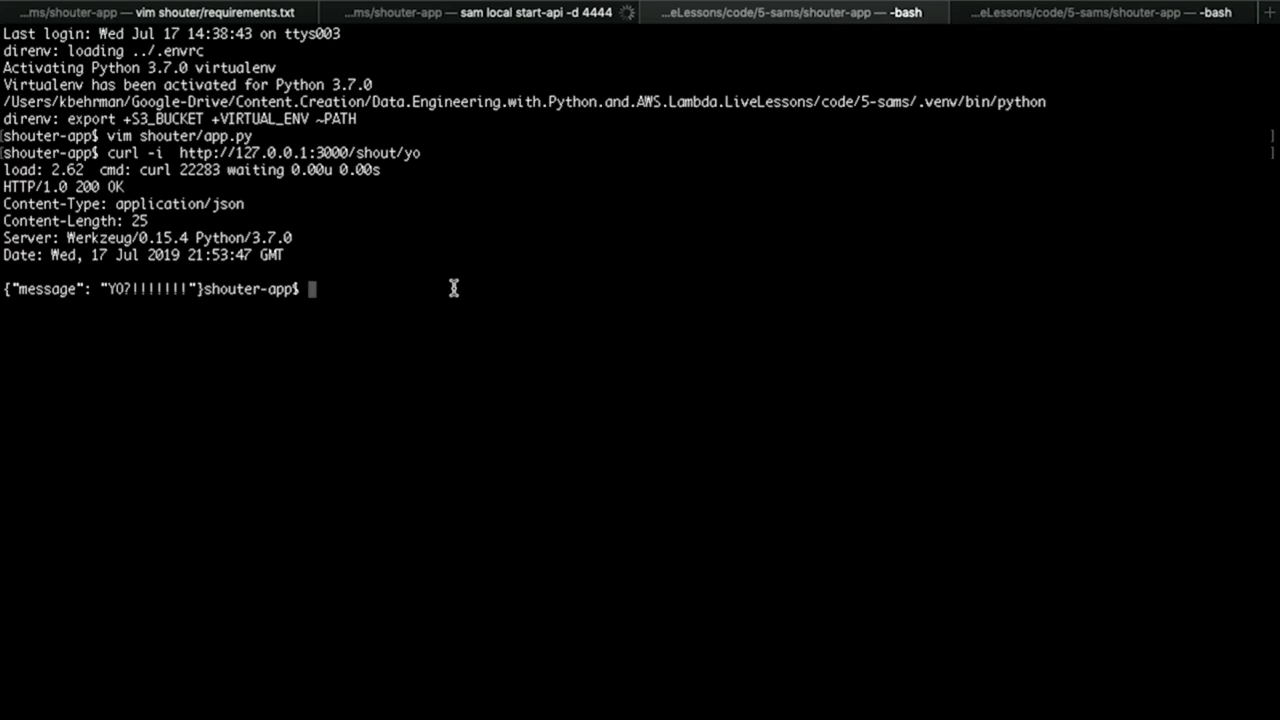 ...ms/shouter-app — vim shouter/requirements.txt ...ms/shouter-app — sam local start-api -d 4444 ...eLessons/code/5-sams/shouter-app — -bash ...eLessons/code/5-sams/shouter-app — -bash +
Last login: Wed Jul 17 14:38:43 on ttys003
direnv: loading ../.envrc
Activating Python 3.7.0 virtualenv
Virtualenv has been activated for Python 3.7.0
/Users/kbehrman/Google-Drive/Content.Creation/Data.Engineering.with.Python.and.AWS.Lambda.LiveLessons/code/5-sams/.venv/bin/python
direnv: export +S3_BUCKET +VIRTUAL_ENV ~PATH
[shouter-app$ vim shouter/app.py ]
[shouter-app$ curl -i  http://127.0.0.1:3000/shout/yo ]
load: 2.62  cmd: curl 22283 waiting 0.00u 0.00s
HTTP/1.0 200 OK
Content-Type: application/json
Content-Length: 25
Server: Werkzeug/0.15.4 Python/3.7.0
Date: Wed, 17 Jul 2019 21:53:47 GMT
{"message": "YO?!!!!!!!"}shouter-app$